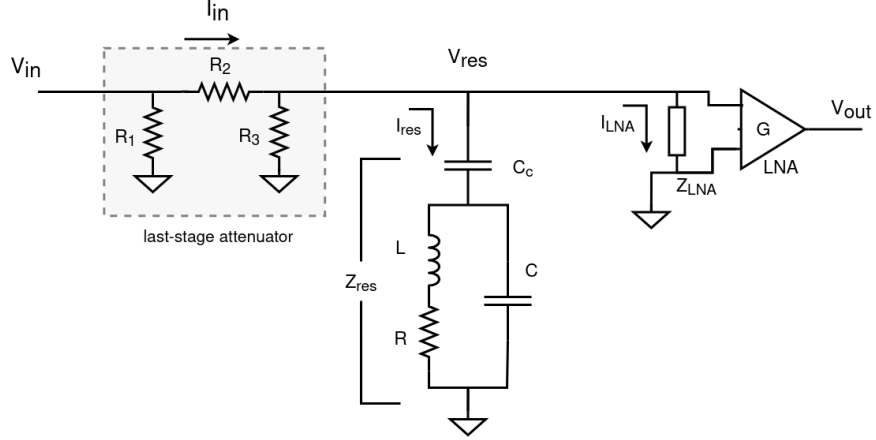 I_in
V_in
R_2
V_res
R_1
R_3
I_res
I_LNA
G
V_out
C_c
Z_LNA
LNA
last-stage attenuator
L
C
Z_res
R